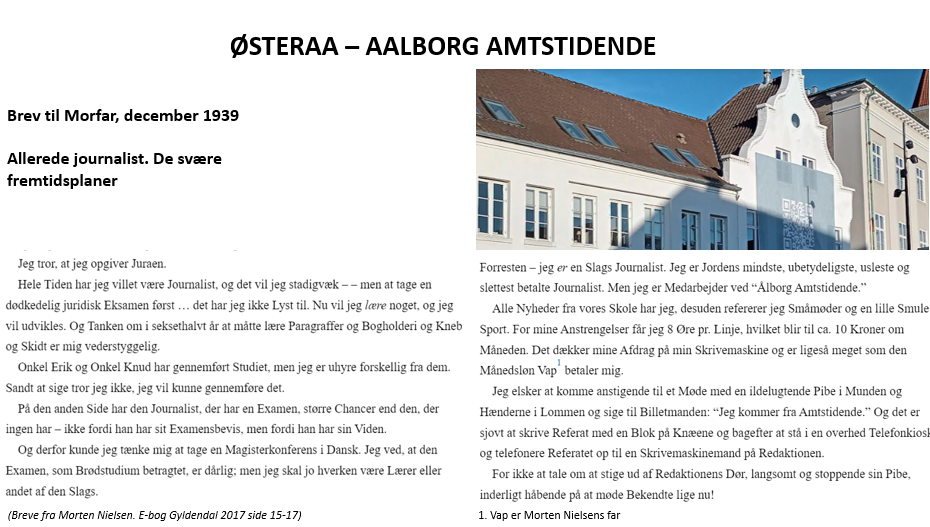 ØSTERAA – AALBORG AMTSTIDENDE
Brev til Morfar, december 1939
Allerede journalist. De svære
fremtidsplaner
Jeg tror, at jeg opgiver Juraen.
Hele Tiden har jeg villet være Journalist, og det vil jeg stadigvæk – – men at tage en
dødkedelig juridisk Eksamen først … det har jeg ikke Lyst til. Nu vil jeg lære noget, og jeg
vil udvikles. Og Tanken om i seksethalvt år at måtte lære Paragraffer og Bogholderi og Kneb
og Skidt er mig vederstyggelig.
Onkel Erik og Onkel Knud har gennemført Studiet, men jeg er uhyre forskellig fra dem.
Sandt at sige tror jeg ikke, jeg vil kunne gennemføre det.
På den anden Side har den Journalist, der har en Examen, større Chancer end den, der
ingen har – ikke fordi han har sit Examensbevis, men fordi han har sin Viden.
Og derfor kunde jeg tænke mig at tage en Magisterkonferens i Dansk. Jeg ved, at den
Examen, som Brødstudium betragtet, er dårlig; men jeg skal jo hverken være Lærer eller
andet af den Slags.
(Breve fra Morten Nielsen. E-bog Gyldendal 2017 side 15-17)
Forresten – jeg er en Slags Journalist. Jeg er Jordens mindste, ubetydeligste, usleste og
slettest betalte Journalist. Men jeg er Medarbejder ved “Ålborg Amtstidende.”
Alle Nyheder fra vores Skole har jeg, desuden refererer jeg Småmøder og en lille Smule
Sport. For mine Anstrengelser får jeg 8 Øre pr. Linje, hvilket blir til ca. 10 Kroner om
Måneden. Det dækker mine Afdrag på min Skrivemaskine og er ligeså meget som den
Månedsløn Vap1 betaler mig.
Jeg elsker at komme anstigende til et Møde med en ildelugtende Pibe i Munden og
Hænderne i Lommen og sige til Billetmanden: “Jeg kommer fra Amtstidende.” Og det er
sjovt at skrive Referat med en Blok på Knæene og bagefter at stå i en overhed Telefonkiosk
og telefonere Referatet op til en Skrivemaskinemand på Redaktionen.
For ikke at tale om at stige ud af Redaktionens Dør, langsomt og stoppende sin Pibe,
inderligt håbende på at møde Bekendte lige nu!
1. Vap er Morten Nielsens far